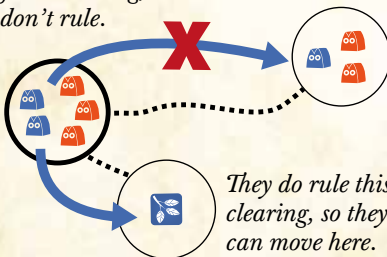 don’t rule.
They do rule this
clearing, so they
can move here.